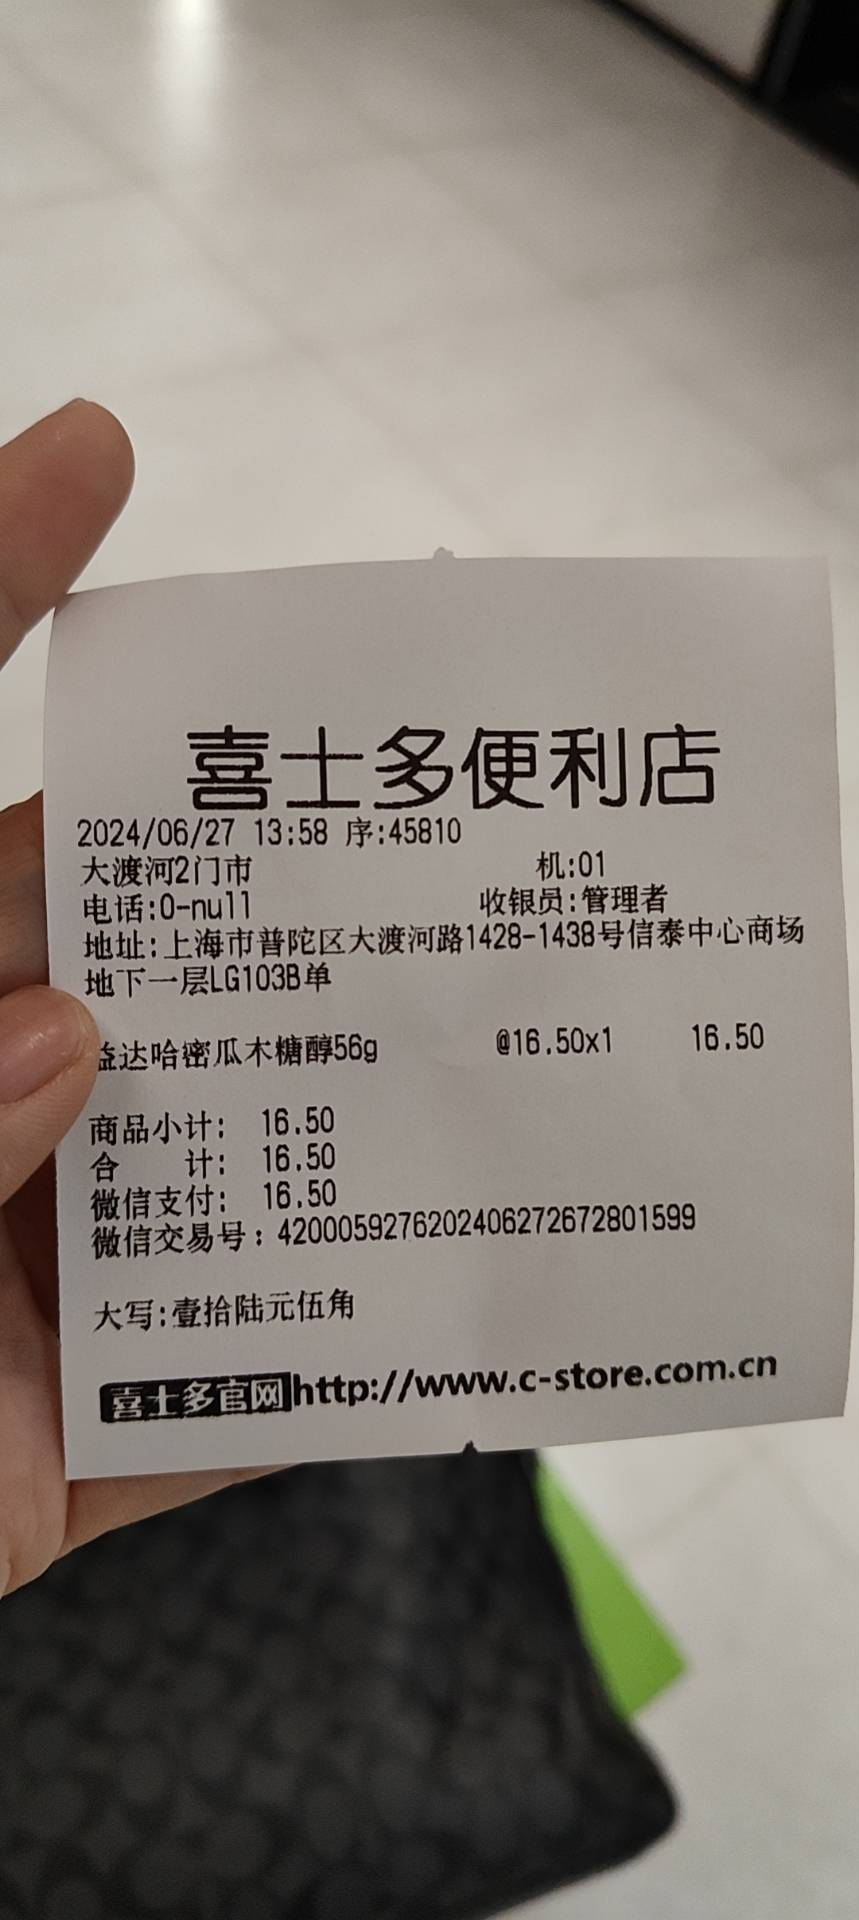 喜士多便利店
2024/06/27 13:58 序:45810
大渡河2门市 机:01
电话:0-null 收银员:管理者
地址:上海市普陀区大渡河路1428-1438号信泰中心商场
地下一层LG103B单
益达哈密瓜木糖醇56g @16.50x1 16.50
商品小计: 16.50
合 计: 16.50
微信支付: 16.50
微信交易号:4200059276202406272672801599
大写:壹拾陆元伍角
喜士多官网http://www.c-store.com.cn